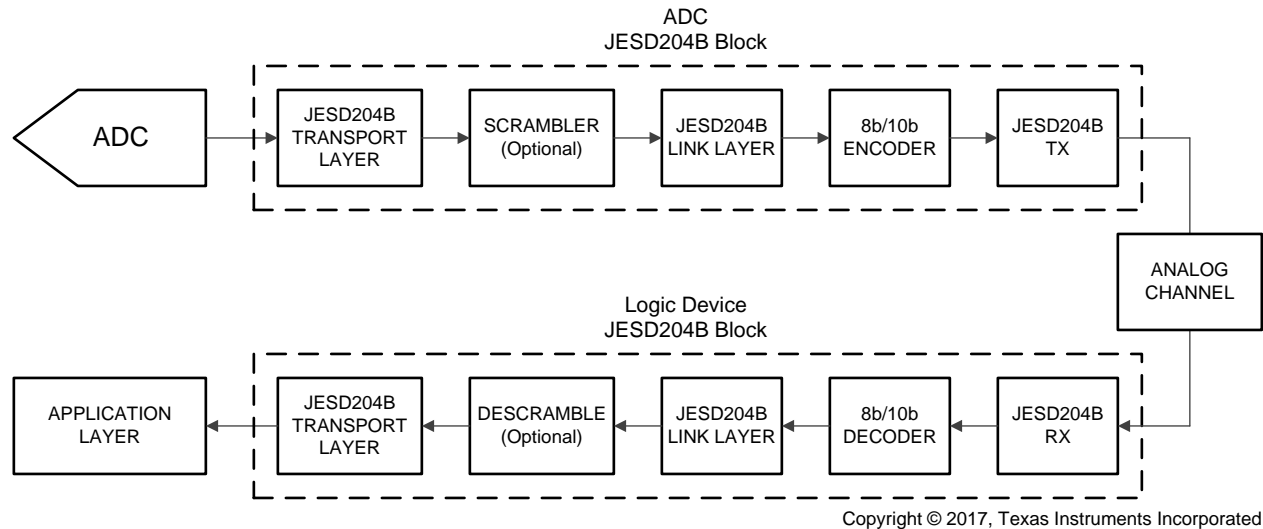 ADC
JESD204B Block
ADC
JESD204B
TRANSPORT
LAYER
SCRAMBLER
(Optional)
JESD204B
LINK LAYER
8b/10b
ENCODER
JESD204B
TX
ANALOG
CHANNEL
Logic Device
JESD204B Block
APPLICATION
LAYER
JESD204B
TRANSPORT
LAYER
DESCRAMBLE
(Optional)
JESD204B
LINK LAYER
8b/10b
DECODER
JESD204B
RX
Copyright © 2017, Texas Instruments Incorporated